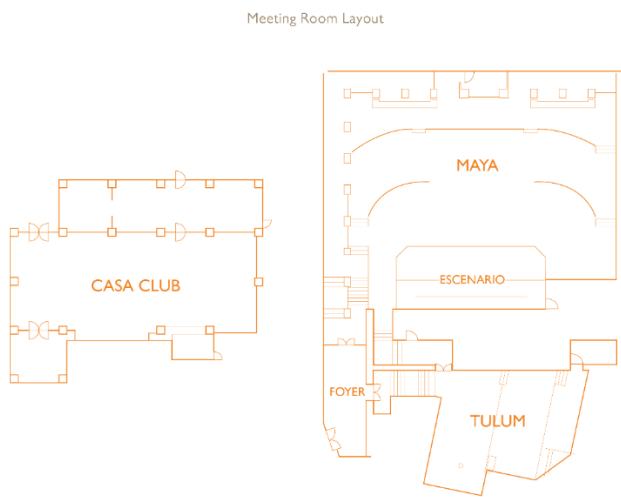 Meeting Room Layout
MAYA
ESCENARIO
CASA CLUB
FOYER
TULUM